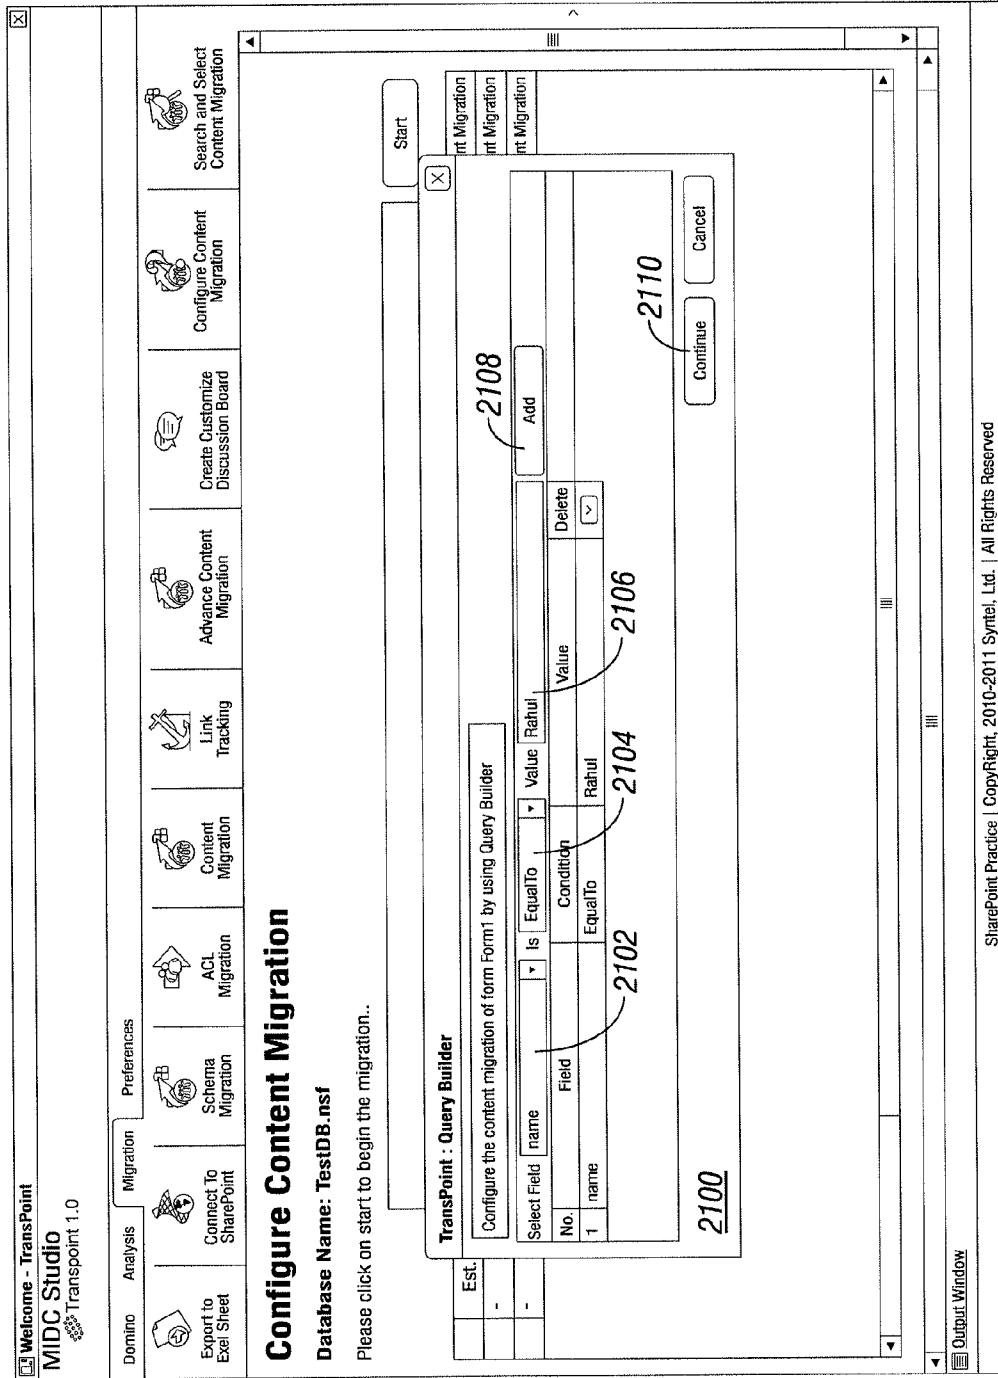 Welcome - TransPoint
MIDC Studio
Transpoint 1.0
Domino Analysis Migration Preferences
Export to
Exel Sheet
Connect To
SharePoint
Schema
Migration
ACL
Migration
Content
Migration
Link
Tracking
Advance Content
Migration
Create Customize
Discussion Board
Configure Content
Migration
Search and Select
Content Migration
Configure Content Migration
Database Name: TestDB.nsf
Please click on start to begin the migration..
Start
Est.
-
-
nt Migration
nt Migration
nt Migration
TransPoint : Query Builder
X
Configure the content migration of form Form1 by using Query Builder
2108
Select Field name Is EqualTo Value Rahul Add
No. Field Condition Value Delete
1 name EqualTo Rahul
2102
2104
2106
2110
Continue Cancel
2100
Output Window
SharePoint Practice | CopyRight, 2010-2011 Syntel, Ltd. | All Rights Reserved